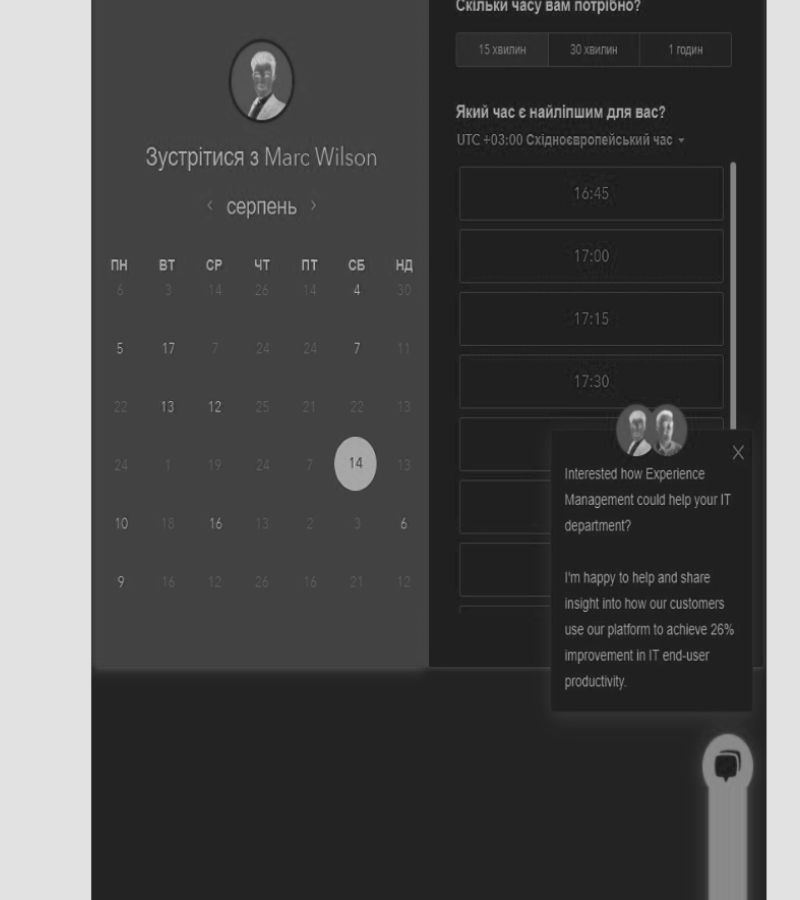 Зустрітися з Marc Wilson
серпень
ПН ВТ СР ЧТ ПТ СБ НД
6 3 14 26 14 4 30
5 17 7 24 24 7 11
22 13 12 25 21 22 13
24 1 19 24 7 14 13
10 18 16 13 2 3 6
9 16 12 26 16 21 12
Скільки часу вам потрібно?
15 хвилин 30 хвилин 1 годин
Який час є найліпшим для вас?
UTC +03:00 Східноєвропейський час
16:45
17:00
17:15
17:30
Interested how Experience
Management could help your IT
department?
I'm happy to help and share
insight into how our customers
use our platform to achieve 26%
improvement in IT end-user
productivity.